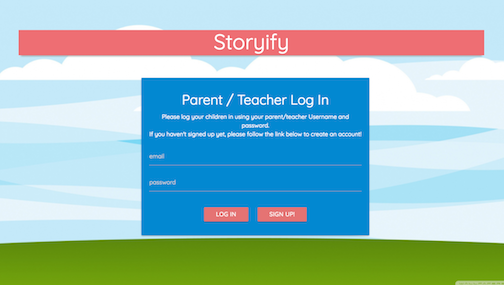 Storyify
Parent / Teacher Log In
Please log your children in using your parent/teacher Username and
password.
If you haven't signed up yet, please follow the link below to create an account!
email
password
LOG IN
SIGN UP!